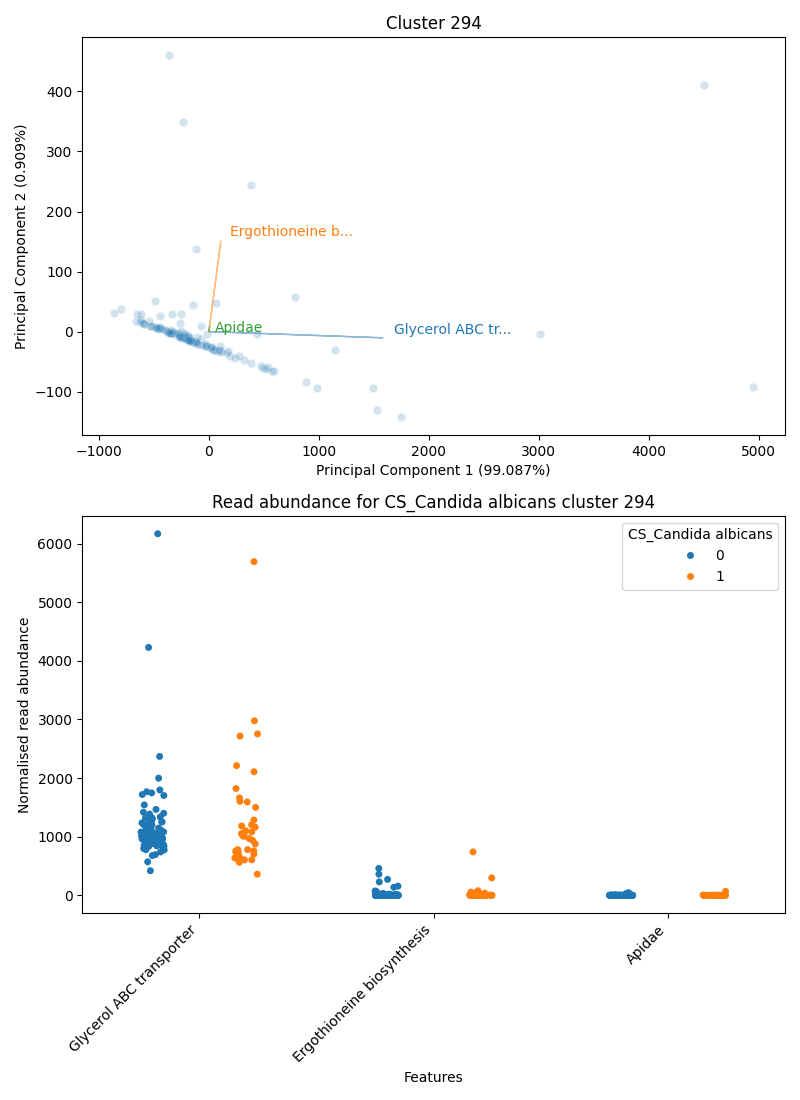 Cluster 294
Principal Component 2 (0.909%)
400
300
200
100
0
−100
Ergothioneine b...
Apidae
Glycerol ABC tr...
−1000
0
1000
2000
3000
4000
5000
Principal Component 1 (99.087%)
Read abundance for CS_Candida albicans cluster 294
Normalised read abundance
6000
5000
4000
3000
2000
1000
0
CS_Candida albicans
0
1
Glycerol ABC transporter
Ergothioneine biosynthesis
Apidae
Features